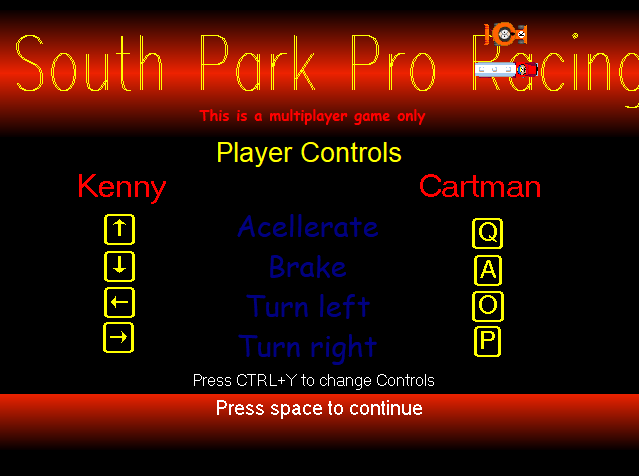 South Park Pro Racing
This is a multiplayer game only
Player Controls
Kenny Cartman
↑ Acellerate Q
↓ Brake A
← Turn left O
→ Turn right P
Press CTRL+Y to change Controls
Press space to continue